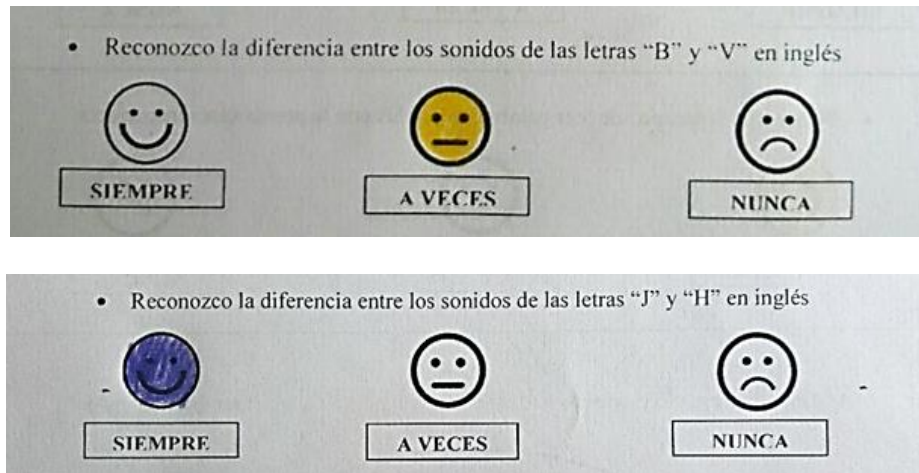 • Reconozco la diferencia entre los sonidos de las letras “B” y “V” en inglés
SIEMPRE A VECES NUNCA
• Reconozco la diferencia entre los sonidos de las letras “J” y “H” en inglés
SIEMPRE A VECES NUNCA